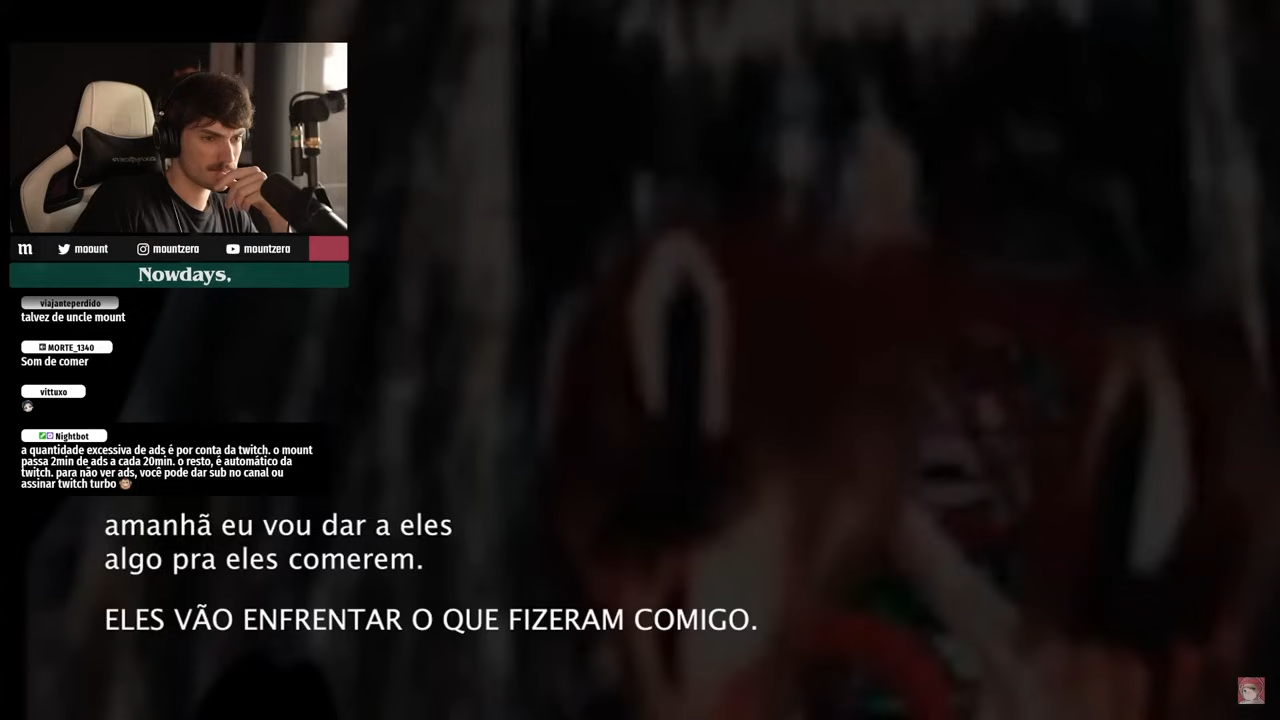 m moount mountzera mountzera
Nowdays,
viajanteperdido
talvez de uncle mount
MORTE_1340
Som de comer
vittuxo
Nightbot
a quantidade excessiva de ads é por conta da twitch. o mount
passa 2min de ads a cada 20min. o resto, é automático da
twitch. para não ver ads, você pode dar sub no canal ou
assinar twitch turbo
amanhã eu vou dar a eles
algo pra eles comerem.
ELES VÃO ENFRENTAR O QUE FIZERAM COMIGO.